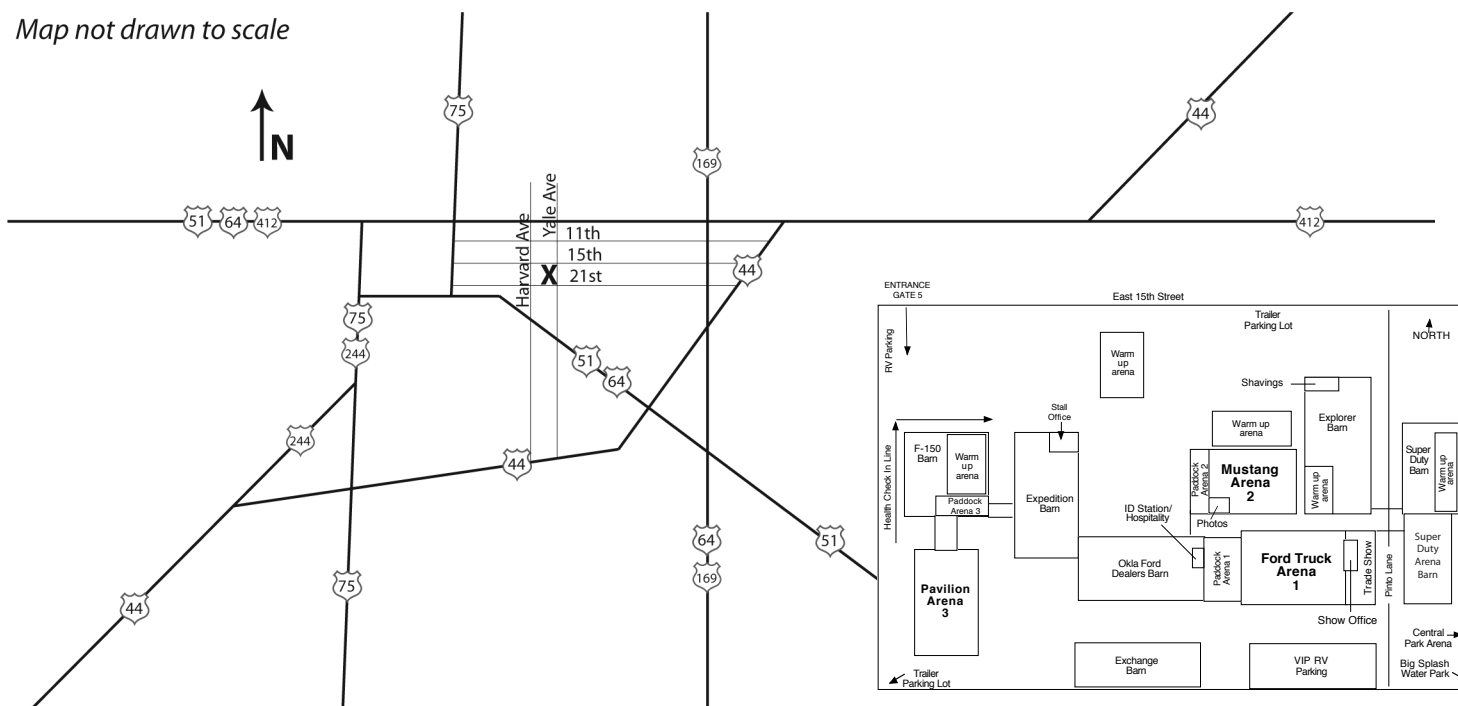 Map not drawn to scale
N
75
169
44
51
64
412
412
Harvard Ave
Yale Ave
11th
15th
X
21st
44
75
244
51
64
244
44
64
169
51
75
44
ENTRANCE
GATE 5
East 15th Street
Trailer
Parking Lot
NORTH
RV Parking
Warm
up
arena
Shavings
Explorer
Barn
Stall
Office
Warm up
arena
Health Check In Line
F-150
Barn
Warm
up
arena
Paddock
Arena 3
Expedition
Barn
Paddock
Arena 2
Mustang
Arena
2
Warm up
arena
Super
Duty
Barn
Warm up
arena
ID Station/
Hospitality
Photos
Okla Ford
Dealers Barn
Paddock
Arena 1
Ford Truck
Arena
1
Trade Show
Pinto Lane
Super
Duty
Arena
Barn
Pavilion
Arena
3
Show Office
Central
Park Arena
Exchange
Barn
VIP RV
Parking
Big Splash
Water Park
Trailer
Parking Lot